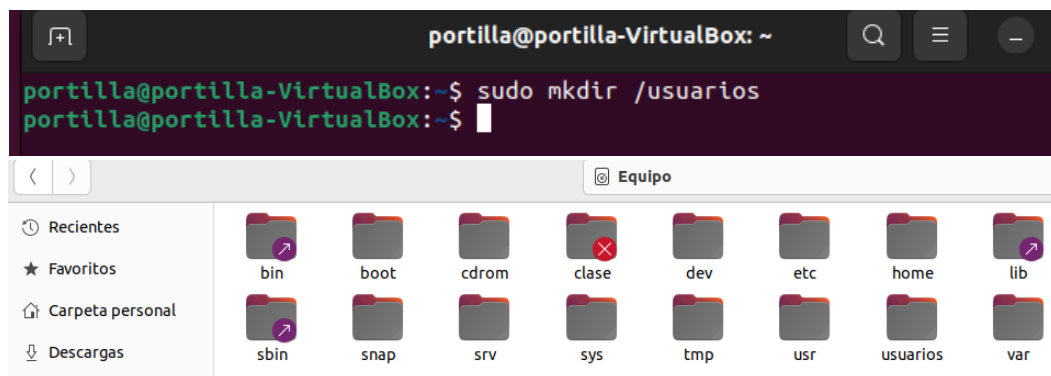 portilla@portilla-VirtualBox: ~
portilla@portilla-VirtualBox:~$ sudo mkdir /usuarios
portilla@portilla-VirtualBox:~$
Equipo
Recientes
Favoritos
Carpeta personal
Descargas
bin boot cdrom clase dev etc home lib
sbin snap srv sys tmp usr usuarios var